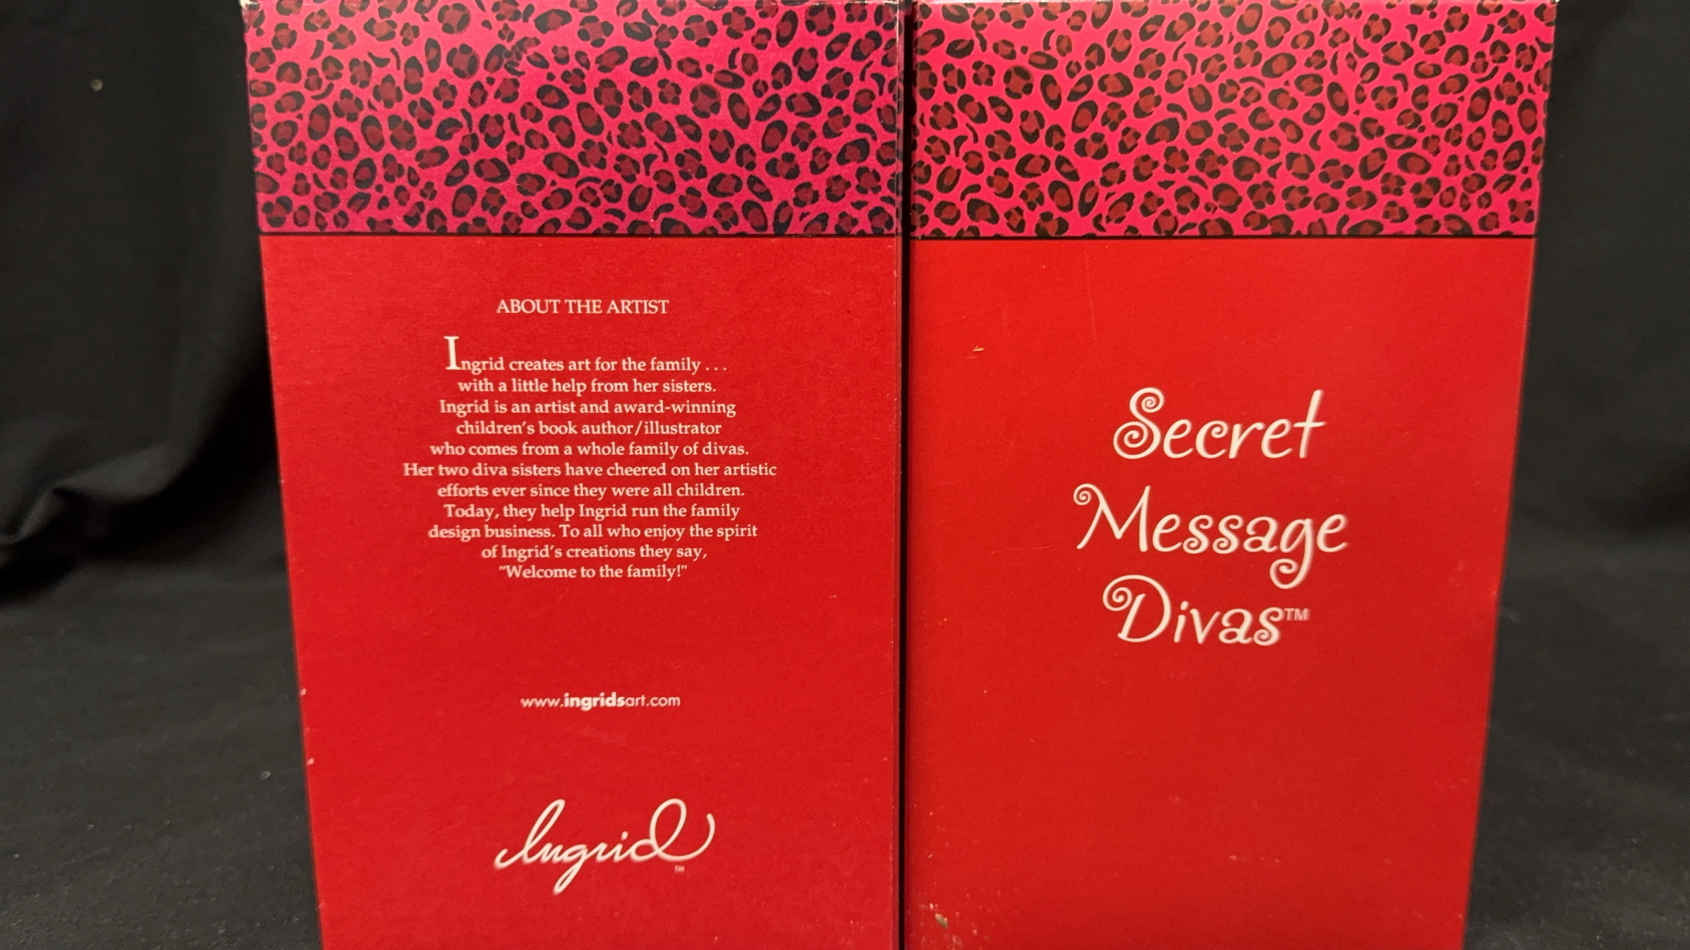 ABOUT THE ARTIST
Ingrid creates art for the family . . .
with a little help from her sisters.
Ingrid is an artist and award-winning
children's book author/illustrator
who comes from a whole family of divas.
Her two diva sisters have cheered on her artistic
efforts ever since they were all children.
Today, they help Ingrid run the family
design business. To all who enjoy the spirit
of Ingrid's creations they say,
"Welcome to the family!"
www.ingridsart.com
Ingrid™
Secret
Message
Divas™